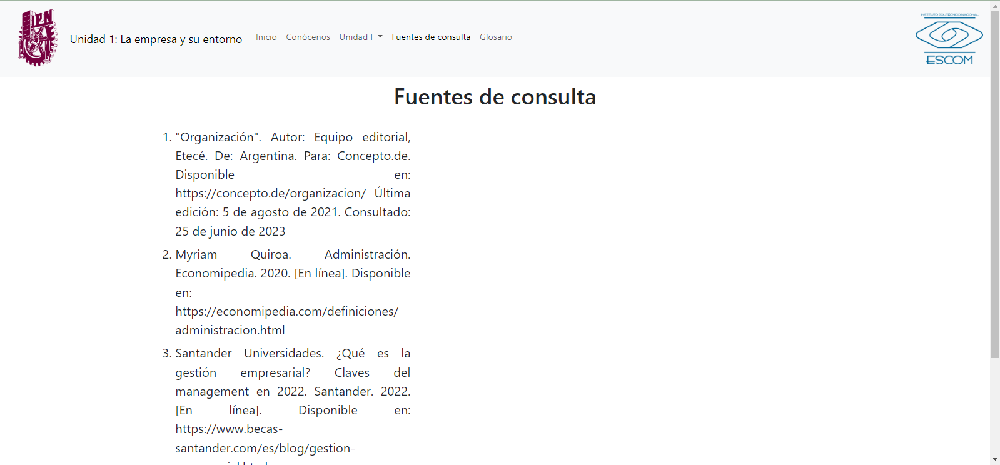 IPN
Unidad 1: La empresa y su entorno
Inicio
Conócenos
Unidad I
Fuentes de consulta
Glosario
INSTITUTO POLITÉCNICO NACIONAL
ESCOM
Fuentes de consulta
1. "Organización". Autor: Equipo editorial,
Etecé. De: Argentina. Para: Concepto.de.
Disponible en:
https://concepto.de/organizacion/ Última
edición: 5 de agosto de 2021. Consultado:
25 de junio de 2023
2. Myriam Quiroa. Administración.
Economipedia. 2020. [En línea]. Disponible
en:
https://economipedia.com/definiciones/
administracion.html
3. Santander Universidades. ¿Qué es la
gestión empresarial? Claves del
management en 2022. Santander. 2022.
[En línea]. Disponible en:
https://www.becas-
santander.com/es/blog/gestion-